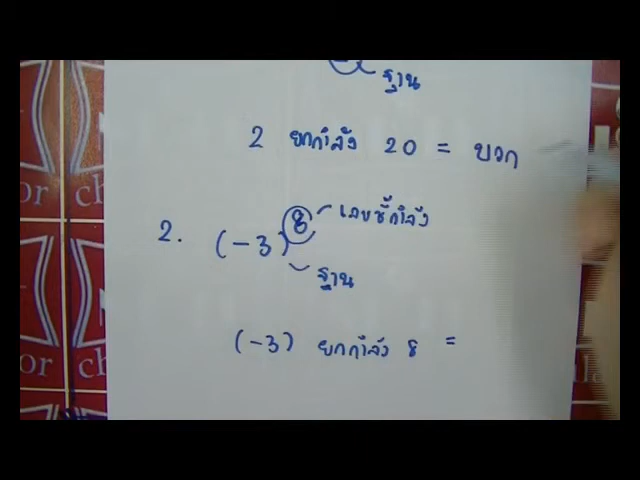 ฐาน
2 ยกกำลัง 20 = บวก
2. (-3)⁸ เลขชี้กำลัง
ฐาน
(-3) ยกกำลัง 8 =